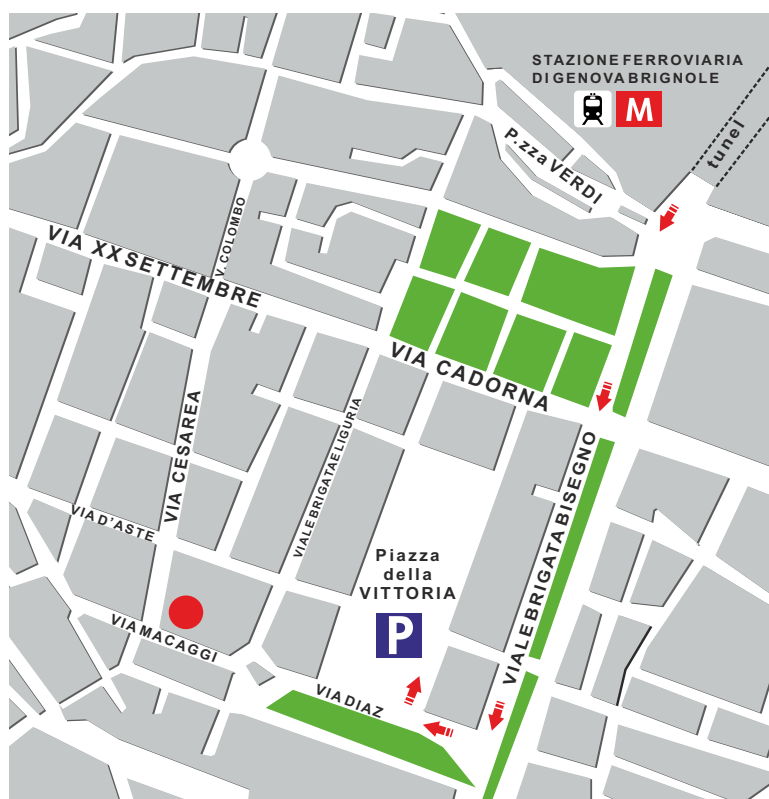 STAZIONE FERROVIARIA
DI GENOVA BRIGNOLE
M
tunel
P.zza VERDI
V. COLOMBO
VIA XX SETTEMBRE
VIA CADORNA
VIA CESAREA
VIALE BRIGATA E LIGURIA
VIALE BRIGATA BISEGNO
VIA D'ASTE
Piazza
della
VITTORIA
P
VIA MACAGGI
VIA DIAZ